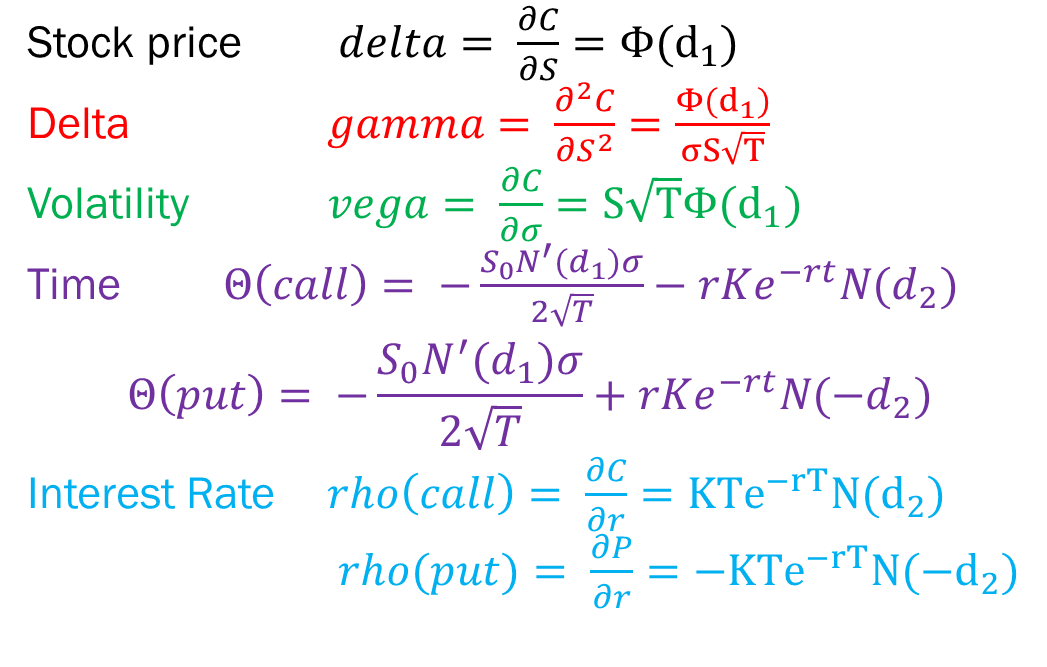 Stock price delta = ∂C/∂S = Φ(d₁)
Delta gamma = ∂²C/∂S² = Φ(d₁)/σS√T
Volatility vega = ∂C/∂σ = S√TΦ(d₁)
Time Θ(call) = −S₀N′(d₁)σ/2√T − rKe⁻ʳᵗN(d₂)
Θ(put) = −S₀N′(d₁)σ/2√T + rKe⁻ʳᵗN(−d₂)
Interest Rate rho(call) = ∂C/∂r = KTe^−rT N(d₂)
rho(put) = ∂P/∂r = −KTe^−rT N(−d₂)